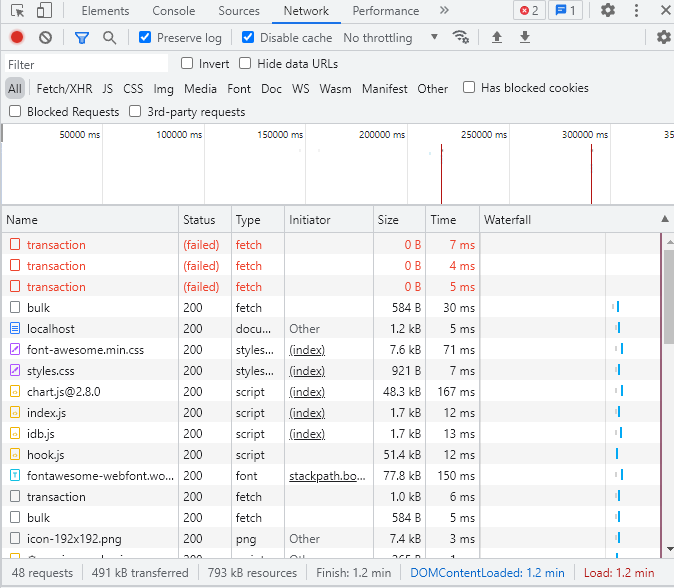 Elements Console Sources Network Performance 2 1
Preserve log Disable cache No throttling
Filter Invert Hide data URLs
All Fetch/XHR JS CSS Img Media Font Doc WS Wasm Manifest Other Has blocked cookies
Blocked Requests 3rd-party requests
50000 ms 100000 ms 150000 ms 200000 ms 250000 ms 300000 ms 35
Name Status Type Initiator Size Time Waterfall
transaction (failed) fetch 0 B 7 ms
transaction (failed) fetch 0 B 4 ms
transaction (failed) fetch 0 B 5 ms
bulk 200 fetch 584 B 30 ms
localhost 200 docu... Other 1.2 kB 5 ms
font-awesome.min.css 200 styles... (index) 7.6 kB 71 ms
styles.css 200 styles... (index) 921 B 7 ms
chart.js@2.8.0 200 script (index) 48.3 kB 167 ms
index.js 200 script (index) 1.7 kB 12 ms
idb.js 200 script (index) 1.7 kB 13 ms
hook.js 200 script 51.4 kB 12 ms
fontawesome-webfont.wo... 200 font stackpath.bo... 77.8 kB 150 ms
transaction 200 fetch 1.0 kB 6 ms
bulk 200 fetch 584 B 5 ms
icon-192x192.png 200 png Other 7.4 kB 3 ms
48 requests 491 kB transferred 793 kB resources Finish: 1.2 min DOMContentLoaded: 1.2 min Load: 1.2 min